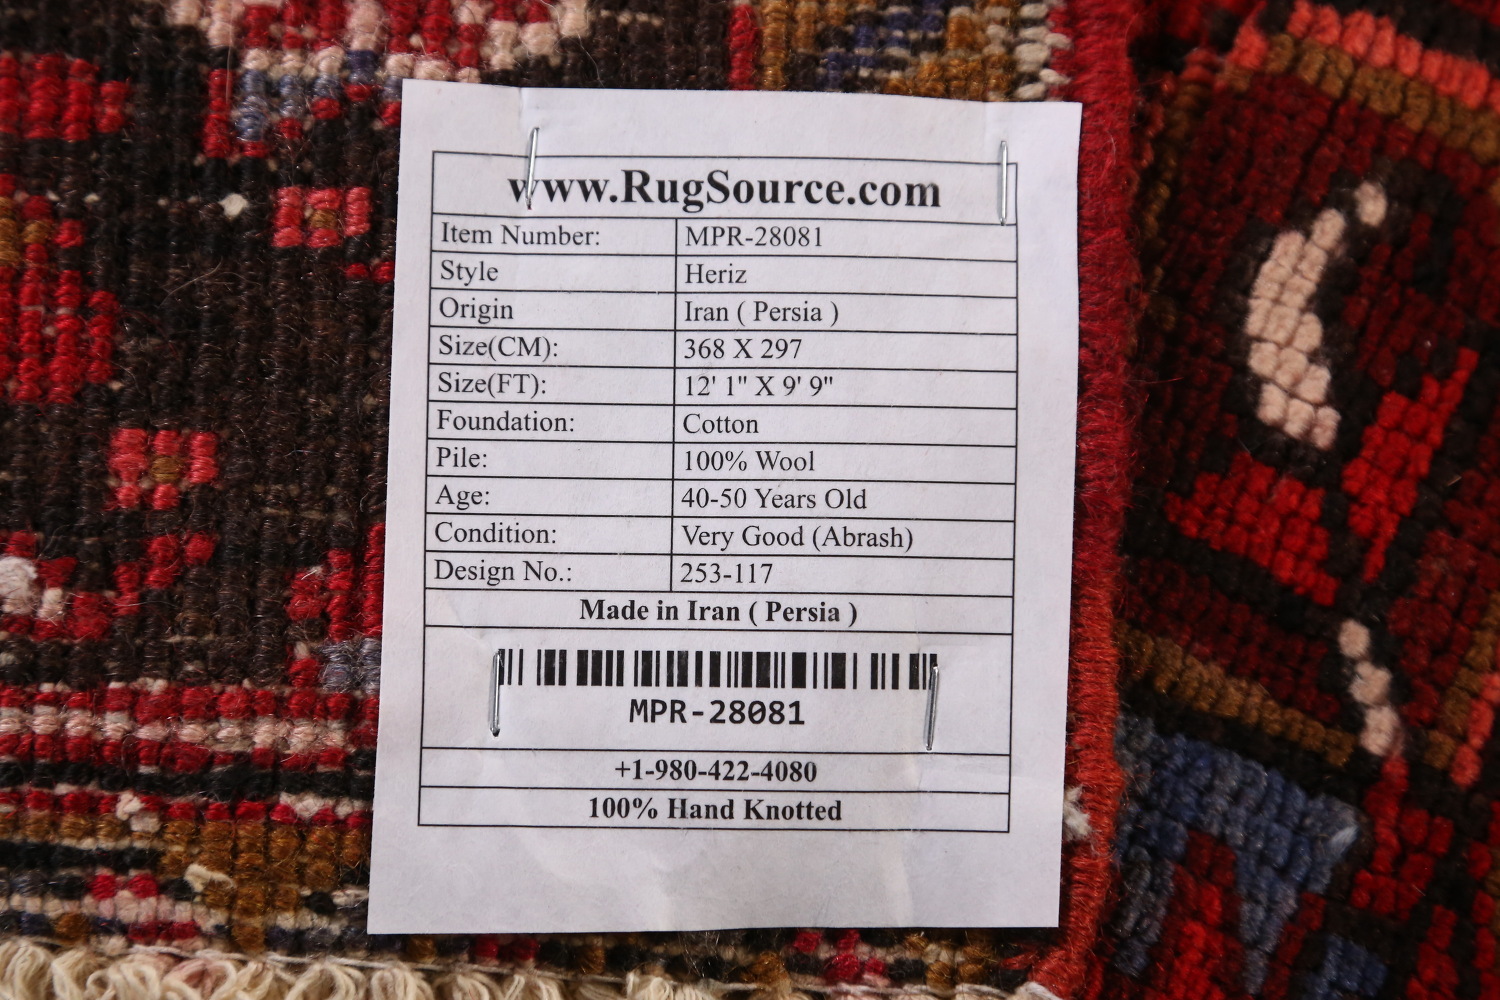 www.RugSource.com
Item Number: MPR-28081
Style Heriz
Origin Iran ( Persia )
Size(CM): 368 X 297
Size(FT): 12' 1" X 9' 9"
Foundation: Cotton
Pile: 100% Wool
Age: 40-50 Years Old
Condition: Very Good (Abrash)
Design No.: 253-117
Made in Iran ( Persia )
MPR-28081
+1-980-422-4080
100% Hand Knotted